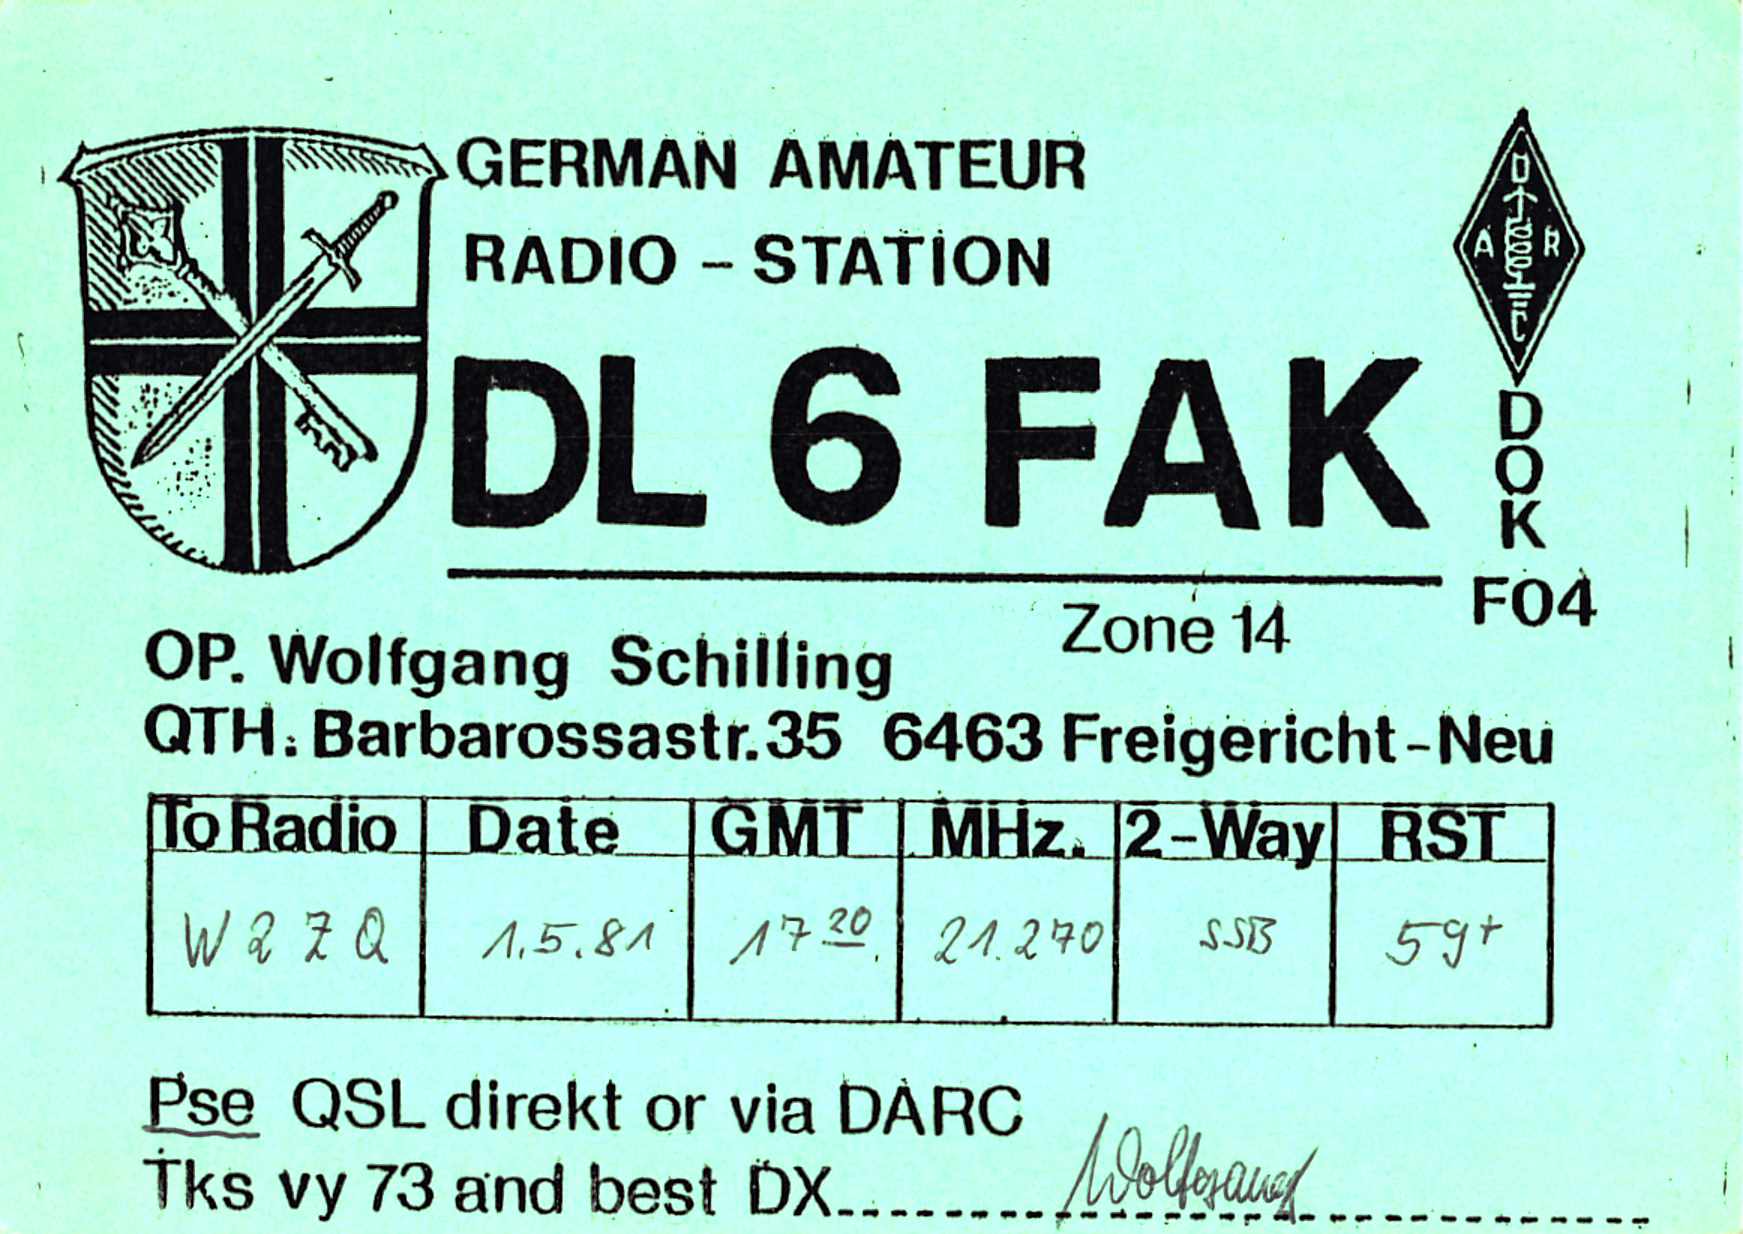 GERMAN AMATEUR
RADIO - STATION
DL 6 FAK
D
A R
C
DOK
F04
Zone 14
OP. Wolfgang Schilling
QTH: Barbarossastr. 35 6463 Freigericht-Neu
To Radio Date GMT MHz. 2-Way RST
W2ZQ 1.5.81 17 20 21.270 SSB 59+
Pse QSL direkt or via DARC
Tks vy 73 and best DX Wolfgang